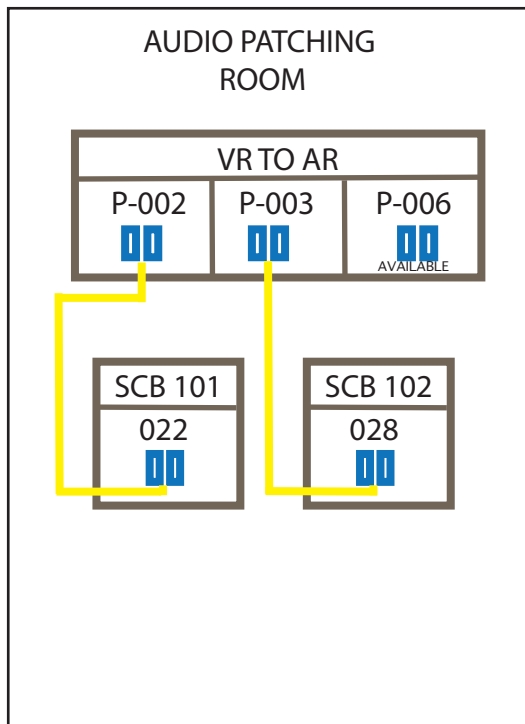 AUDIO PATCHING
ROOM
VR TO AR
P-002 P-003 P-006
AVAILABLE
SCB 101 SCB 102
022 028